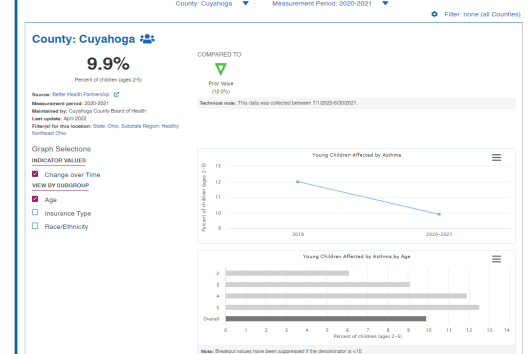 County: Cuyahoga Measurement Period: 2020-2021
Filter: none (all Counties)
County: Cuyahoga
9.9%
Percent of children (ages 2-5)
Source: Better Health Partnership
Measurement period: 2020-2021
Maintained by: Cuyahoga County Board of Health
Last update: April 2022
Filter(s) for this location: State: Ohio; Substate Region: Healthy
Northeast Ohio
COMPARED TO
Prior Value
(12.0%)
Technical note: This data was collected between 7/1/2020-6/30/2021.
Graph Selections
INDICATOR VALUES
Change over Time
VIEW BY SUBGROUP
Age
Insurance Type
Race/Ethnicity
Young Children Affected by Asthma
Percent of children (ages 2-5)
13
12
11
10
9
2019 2020-2021
Young Children Affected by Asthma by Age
2
3
4
5
Overall
0 1 2 3 4 5 6 7 8 9 10 11 12 13 14
Percent of children (ages 2-5)
Note: Breakout values have been suppressed if the denominator is <10.